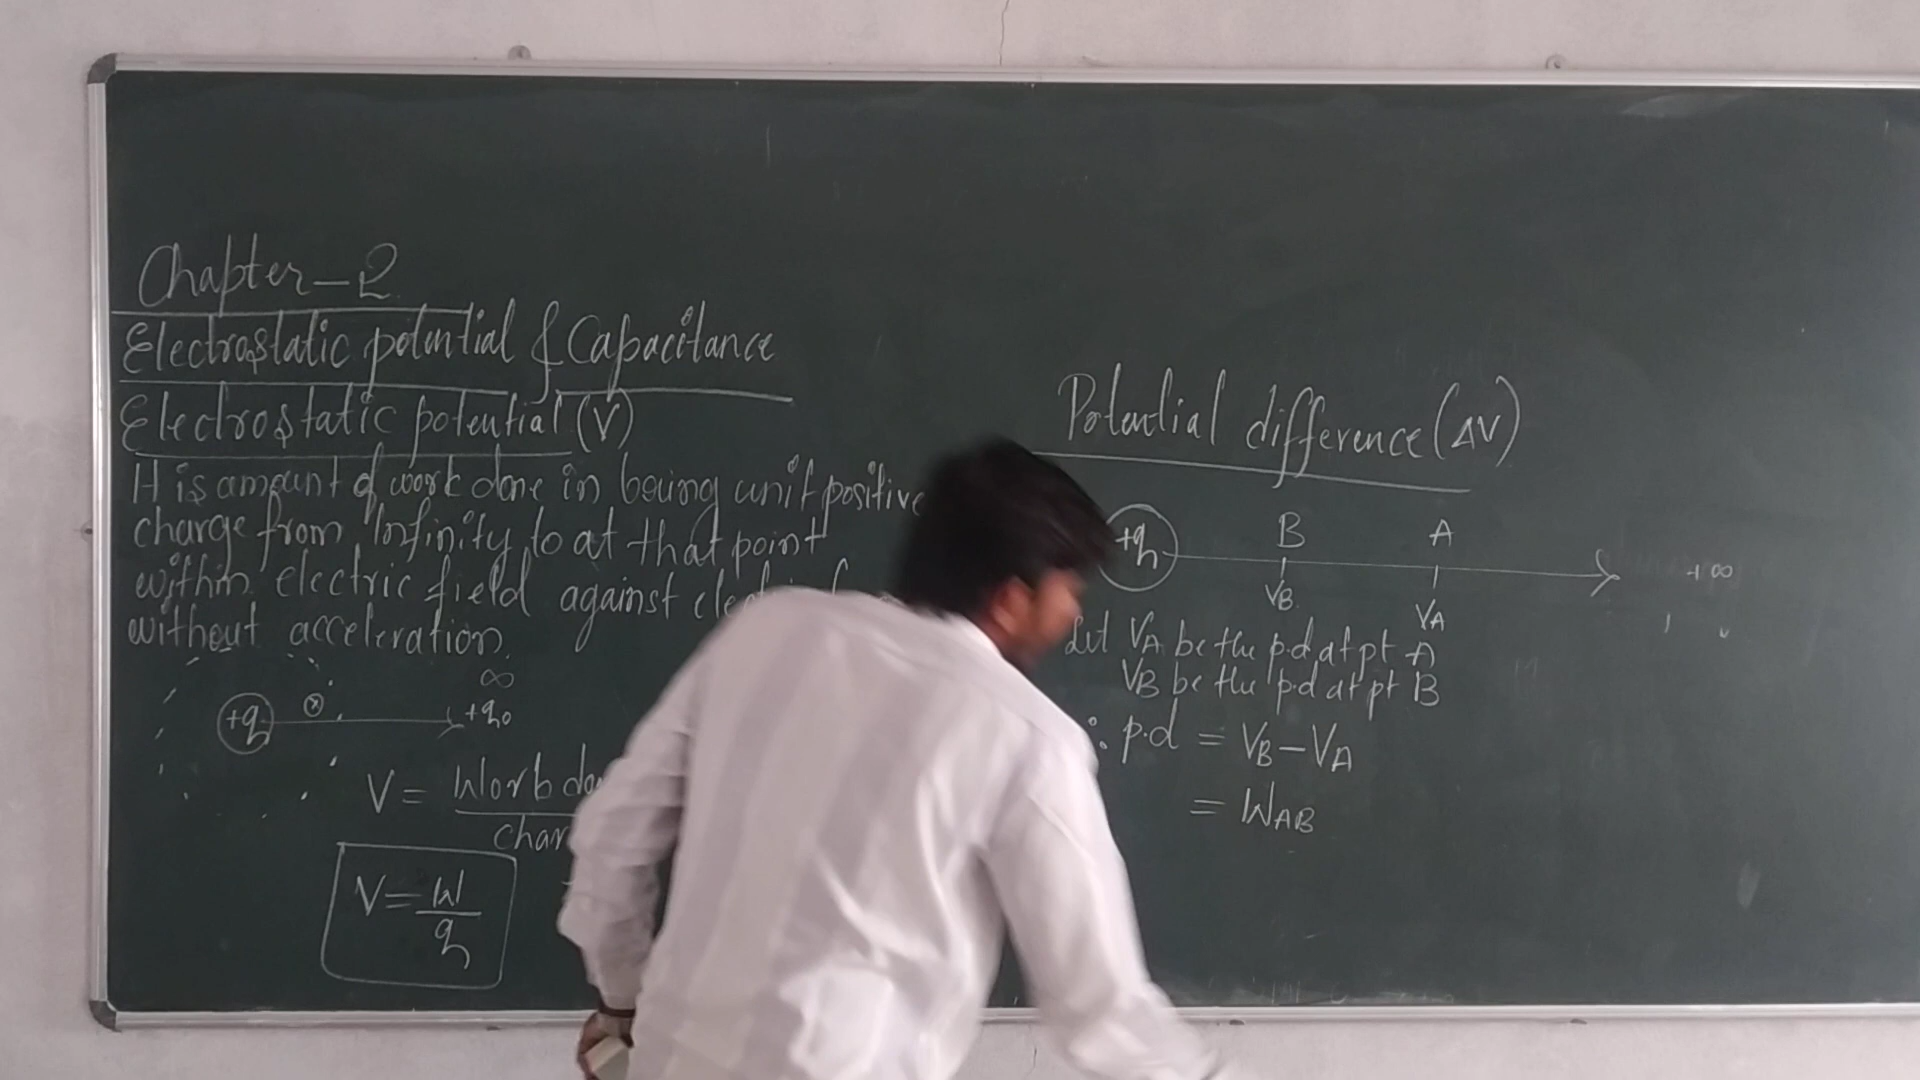 Chapter-2
Electrostatic potential & Capacitance
Electrostatic potential (V)
It is amount of work done in being unit positive
charge from Infinity to at that point
within electric field against
without acceleration.
∞
+q +q₀
V = Work
V = W/q
Potential difference (ΔV)
+q B A +∞
VB VA
Let VA be the p.d at pt A
VB be the p.d at pt B
∴ p.d = VB - VA
= WAB